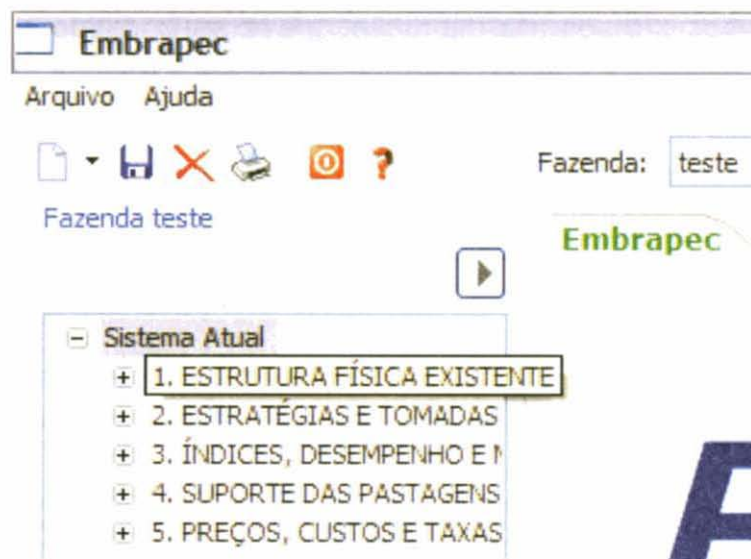 Embrapec
Arquivo Ajuda
Fazenda: teste
Fazenda teste
Embrapec
Sistema Atual
1. ESTRUTURA FÍSICA EXISTENTE
2. ESTRATÉGIAS E TOMADAS
3. ÍNDICES, DESEMPENHO E
4. SUPORTE DAS PASTAGENS
5. PREÇOS, CUSTOS E TAXAS